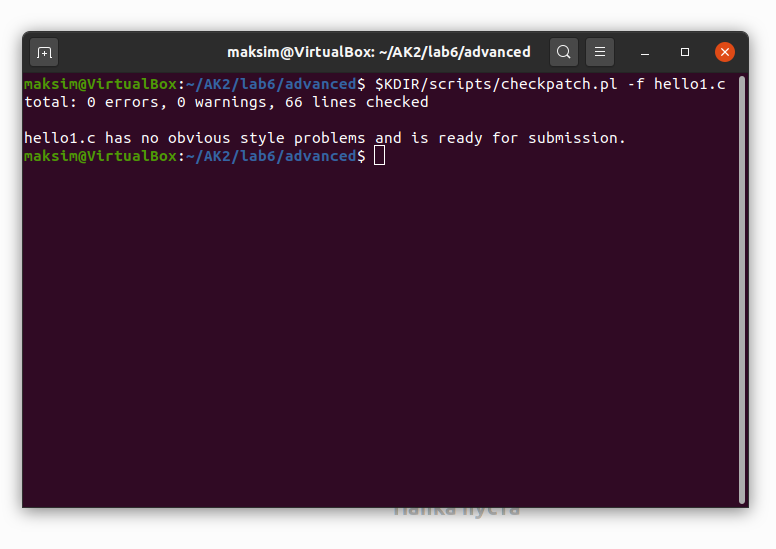 maksim@VirtualBox: ~/AK2/lab6/advanced
maksim@VirtualBox:~/AK2/lab6/advanced$ $KDIR/scripts/checkpatch.pl -f hello1.c
total: 0 errors, 0 warnings, 66 lines checked
hello1.c has no obvious style problems and is ready for submission.
maksim@VirtualBox:~/AK2/lab6/advanced$